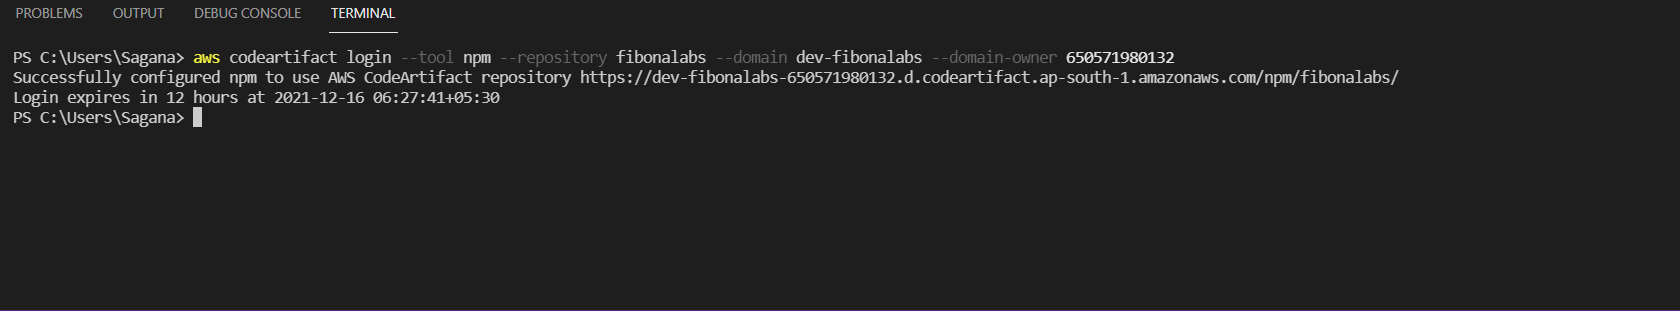 PROBLEMS OUTPUT DEBUG CONSOLE TERMINAL
PS C:\Users\Sagana> aws codeartifact login --tool npm --repository fibonalabs --domain dev-fibonalabs --domain-owner 650571980132
Successfully configured npm to use AWS CodeArtifact repository https://dev-fibonalabs-650571980132.d.codeartifact.ap-south-1.amazonaws.com/npm/fibonalabs/
Login expires in 12 hours at 2021-12-16 06:27:41+05:30
PS C:\Users\Sagana>